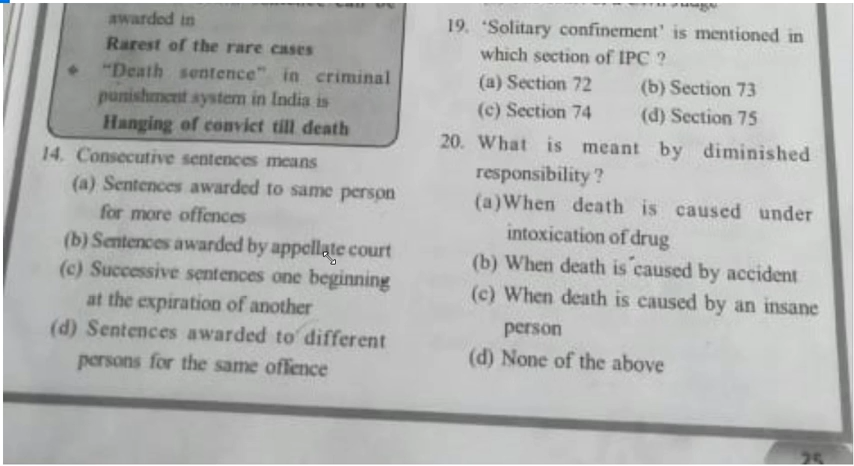 awarded in
Rarest of the rare cases
"Death sentence" in criminal
punishment system in India is
Hanging of convict till death
14. Consecutive sentences means
(a) Sentences awarded to same person
for more offences
(b) Sentences awarded by appellate court
(c) Successive sentences one beginning
at the expiration of another
(d) Sentences awarded to different
persons for the same offence
19. 'Solitary confinement' is mentioned in
which section of IPC ?
(a) Section 72 (b) Section 73
(c) Section 74 (d) Section 75
20. What is meant by diminished
responsibility ?
(a) When death is caused under
intoxication of drug
(b) When death is caused by accident
(c) When death is caused by an insane
person
(d) None of the above
25